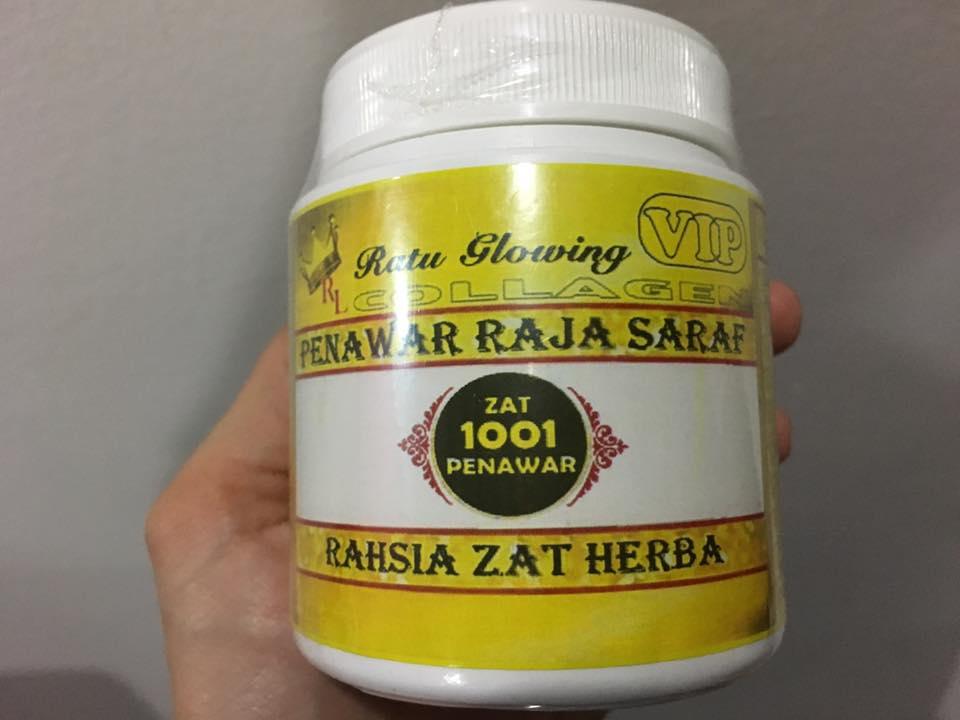 VIP
Ratu Glowing
RL
COLLAGEN
PENAWAR RAJA SARAF
ZAT
1001
PENAWAR
RAHSIA ZAT HERBA